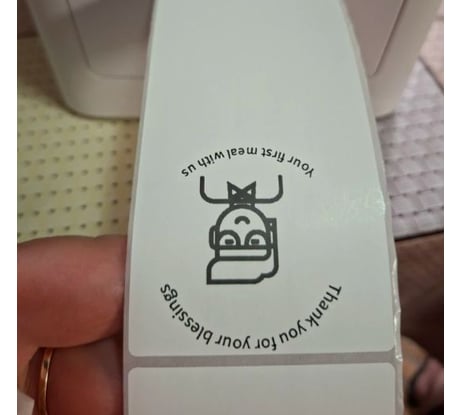 Thank you for your blessings
Your first meal with us